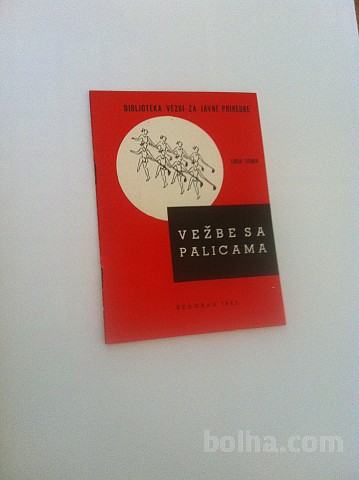 BIBLIOTEKA VEŽBI ZA JAVNE PRIREDBE
VEŽBE SA
PALICAMA
BEOGRAD
bolha.com